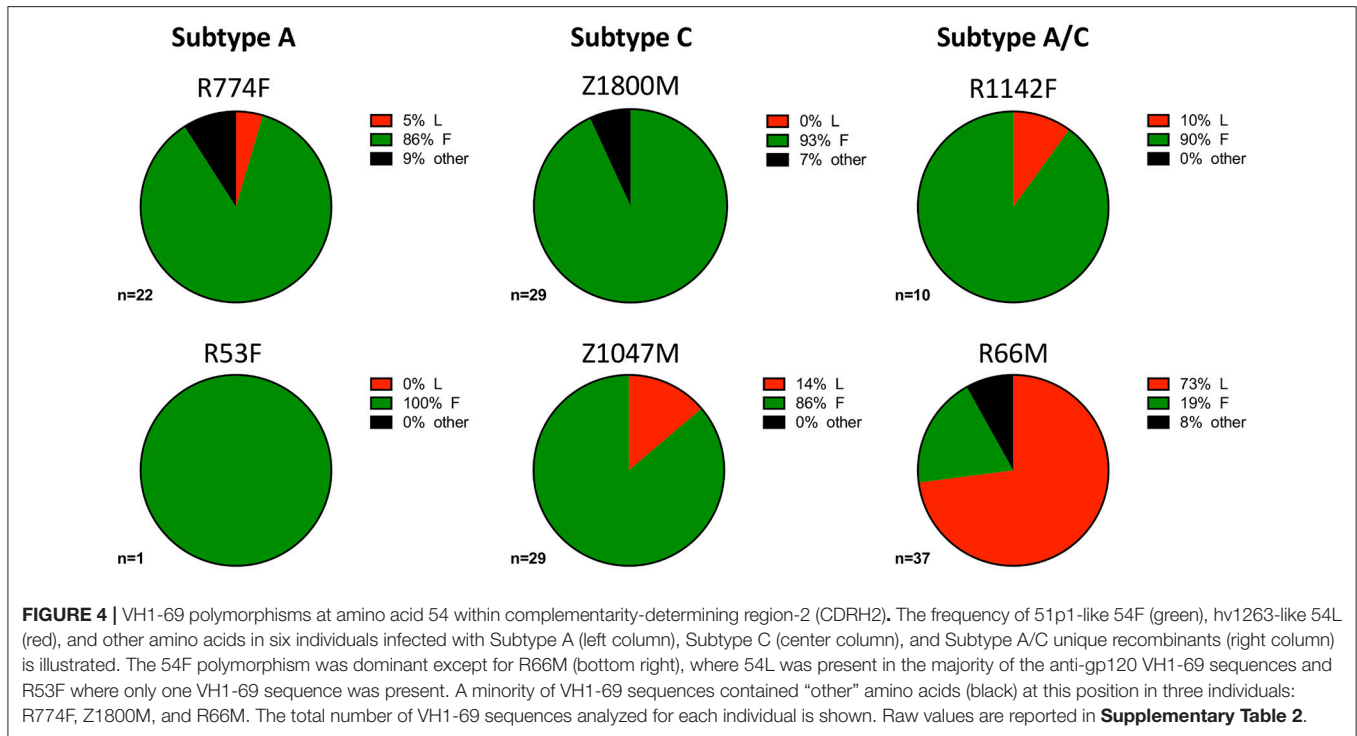 Subtype A
Subtype C
Subtype A/C
R774F
5% L
86% F
9% other
n=22
Z1800M
0% L
93% F
7% other
n=29
R1142F
10% L
90% F
0% other
n=10
R53F
0% L
100% F
0% other
n=1
Z1047M
14% L
86% F
0% other
n=29
R66M
73% L
19% F
8% other
n=37
FIGURE 4 | VH1-69 polymorphisms at amino acid 54 within complementarity-determining region-2 (CDRH2). The frequency of 51p1-like 54F (green), hv1263-like 54L
(red), and other amino acids in six individuals infected with Subtype A (left column), Subtype C (center column), and Subtype A/C unique recombinants (right column)
is illustrated. The 54F polymorphism was dominant except for R66M (bottom right), where 54L was present in the majority of the anti-gp120 VH1-69 sequences and
R53F where only one VH1-69 sequence was present. A minority of VH1-69 sequences contained “other” amino acids (black) at this position in three individuals:
R774F, Z1800M, and R66M. The total number of VH1-69 sequences analyzed for each individual is shown. Raw values are reported in Supplementary Table 2.